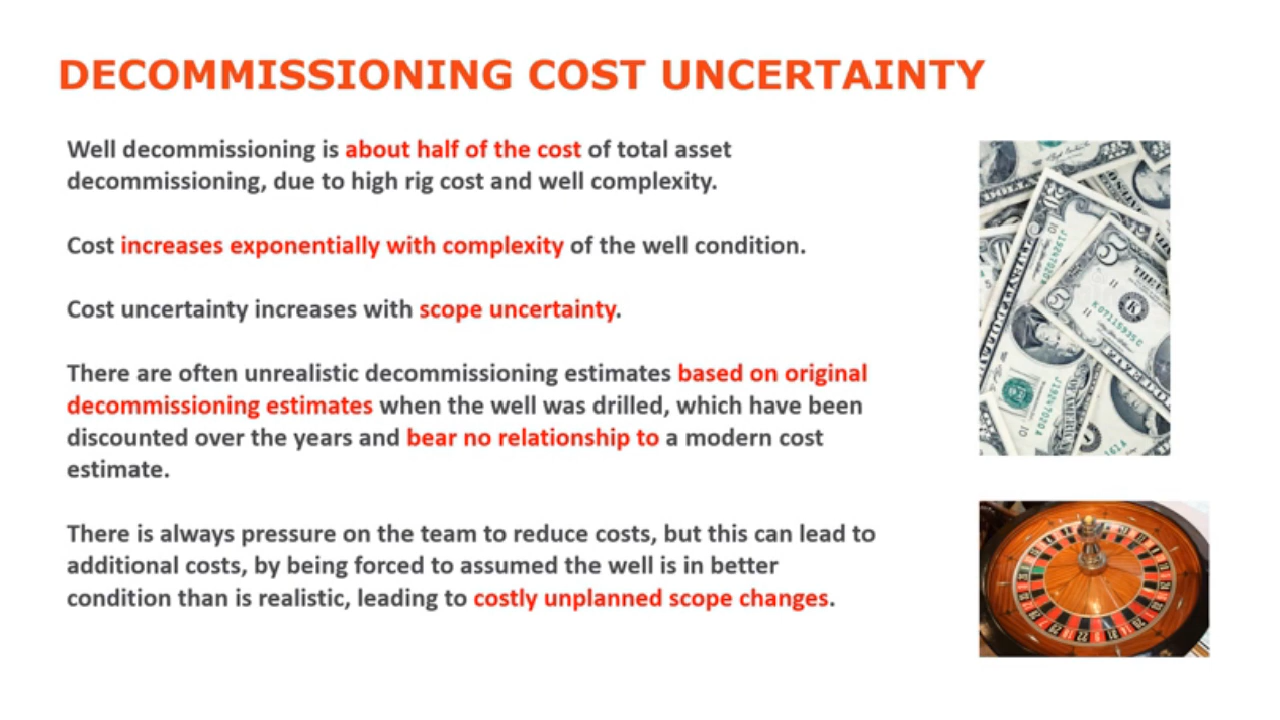 DECOMMISSIONING COST UNCERTAINTY
Well decommissioning is about half of the cost of total asset
decommissioning, due to high rig cost and well complexity.
Cost increases exponentially with complexity of the well condition.
Cost uncertainty increases with scope uncertainty.
There are often unrealistic decommissioning estimates based on original
decommissioning estimates when the well was drilled, which have been
discounted over the years and bear no relationship to a modern cost
estimate.
There is always pressure on the team to reduce costs, but this can lead to
additional costs, by being forced to assumed the well is in better
condition than is realistic, leading to costly unplanned scope changes.